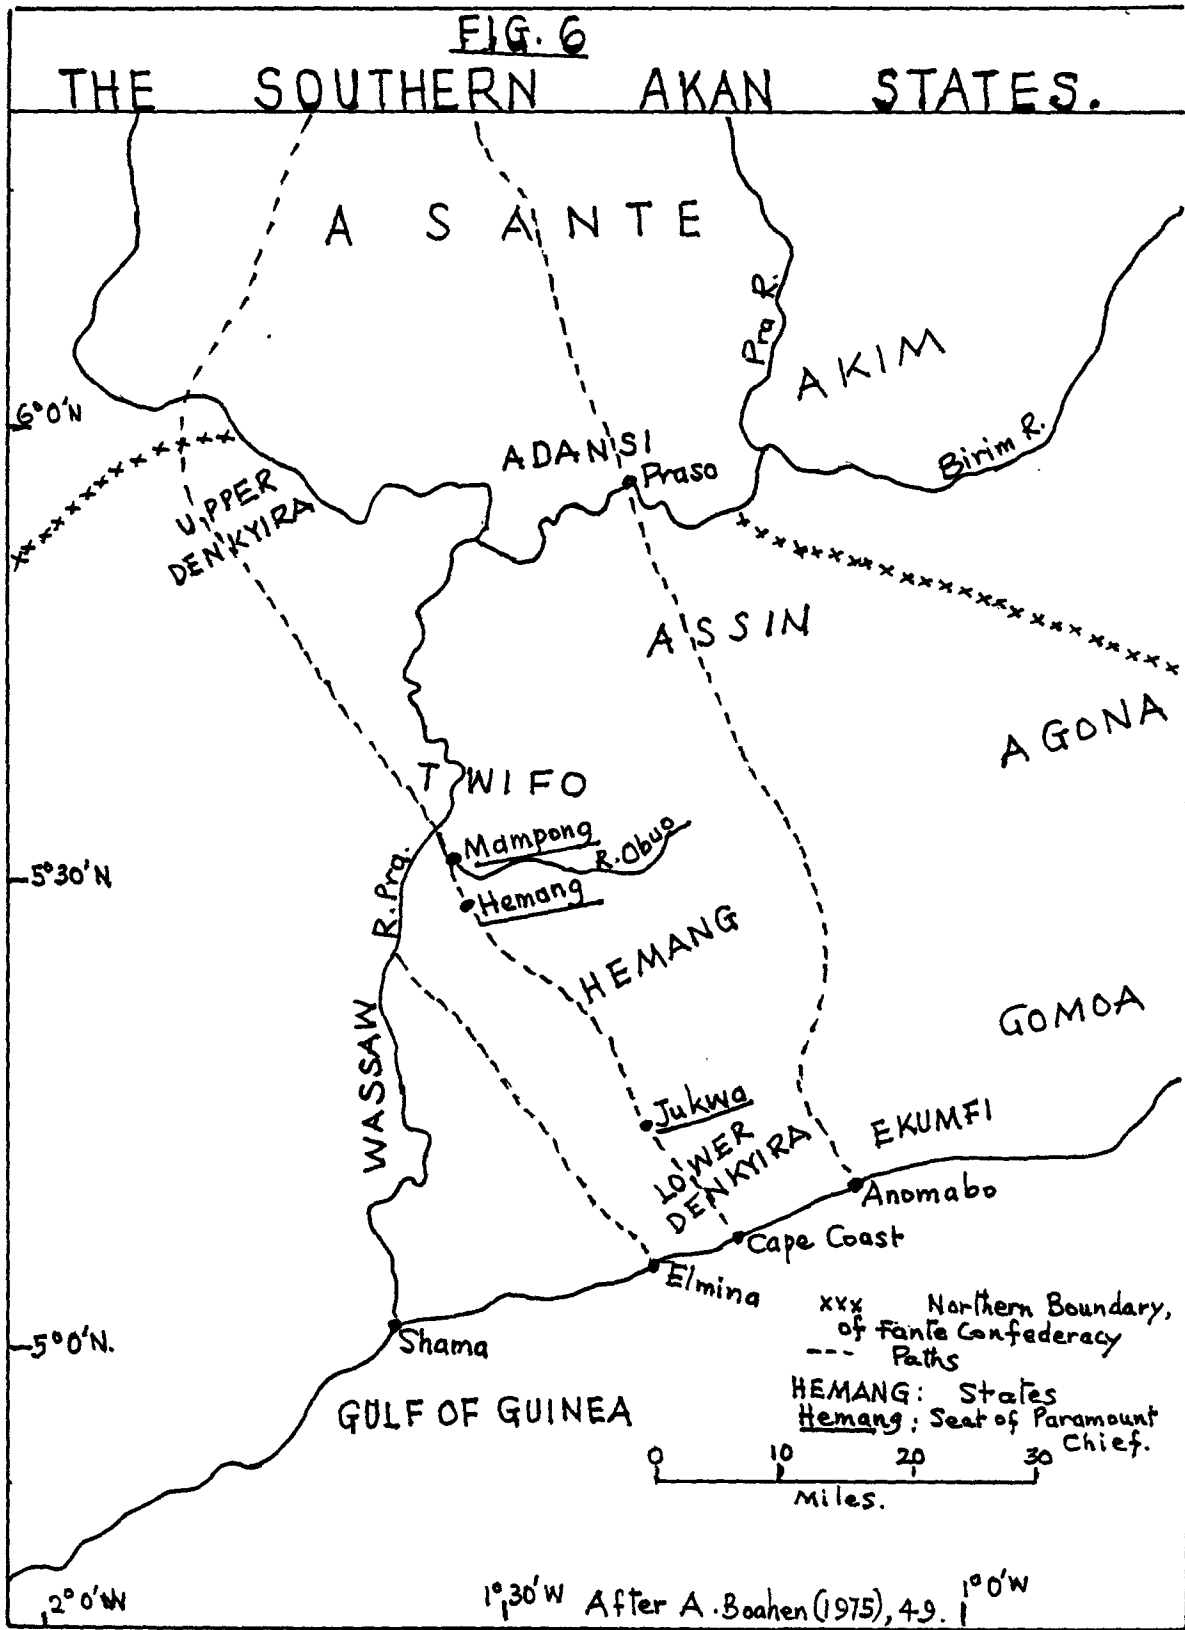 FIG. 6
THE SOUTHERN AKAN STATES.
ASANTE
Pra R.
AKIM
6°0'N
ADANSI
Praso
Birim R.
UPPER
DENKYIRA
ASSIN
AGONA
TWIFO
Mampong
R. Obuo
5°30'N
R. Pra.
Hemang
HEMANG
GOMOA
WASSAW
Jukwa
EKUMFI
LOWER
DENKYIRA
Anomabo
Cape Coast
Elmina
xxx Northern Boundary,
of Fante Confederacy
--- Paths
5°0'N.
Shama
HEMANG: States
Hemang: Seat of Paramount
Chief.
GULF OF GUINEA
0 10 20 30
Miles.
2°0'W 1°30'W 1°0'W
After A. Boahen (1975), 49.